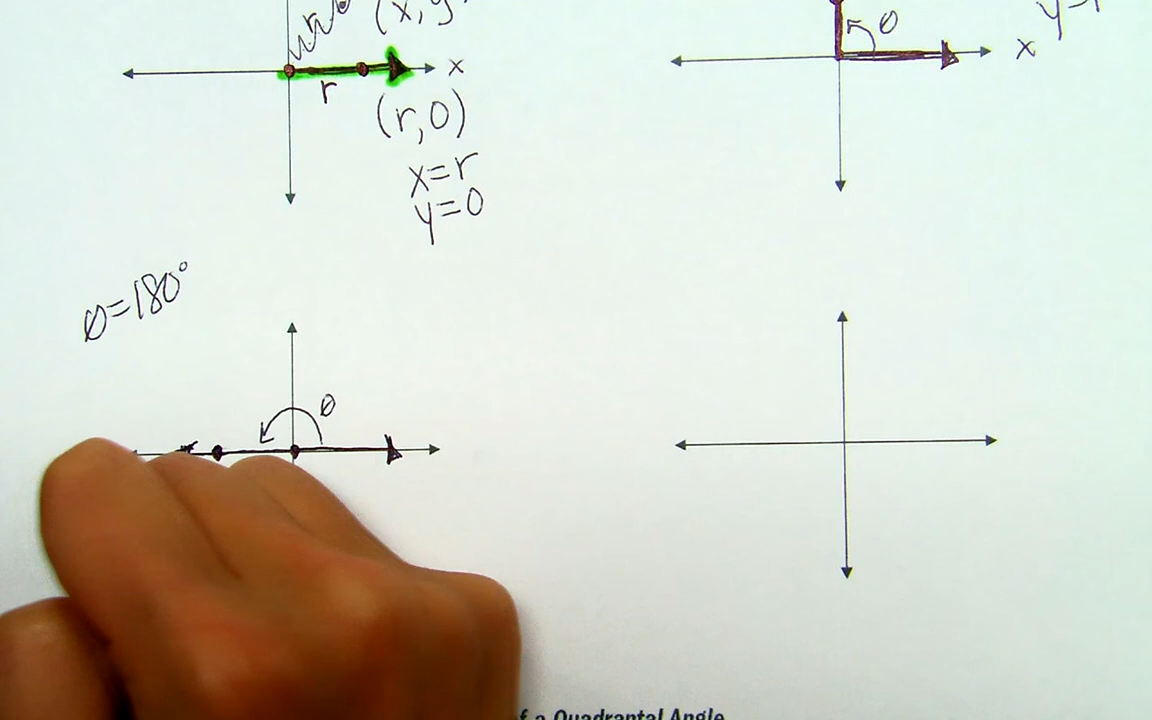 r (x, y
x
r
(r,0)
x=r
y=0
θ
x
θ=180°
θ
f a Quadrantal Angle